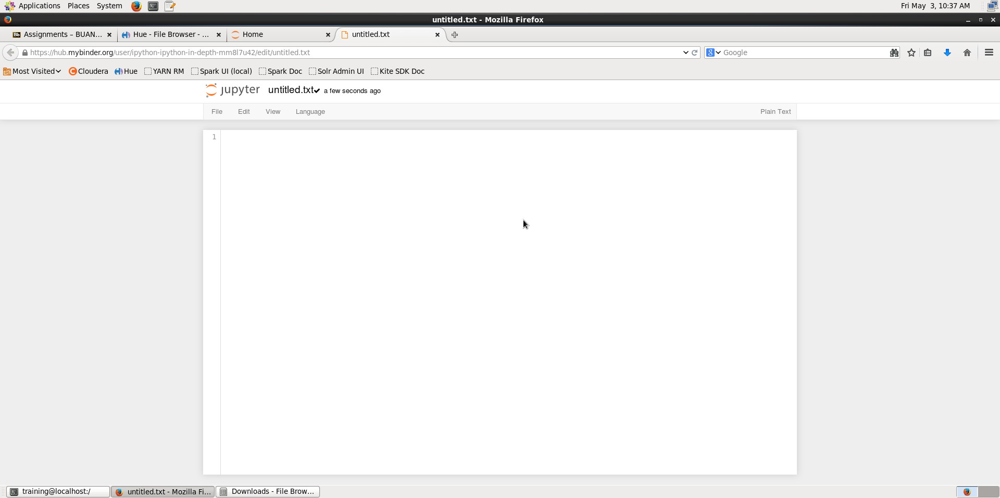 Applications Places System Fri May 3, 10:37 AM
untitled.txt - Mozilla Firefox
Bb Assignments – BUAN... Hue - File Browser - ... Home untitled.txt
https://hub.mybinder.org/user/ipython-ipython-in-depth-mm8l7u42/edit/untitled.txt 8 Google
Most Visited Cloudera Hue YARN RM Spark UI (local) Spark Doc Solr Admin UI Kite SDK Doc
jupyter untitled.txt a few seconds ago
File Edit View Language Plain Text
1
training@localhost:/ untitled.txt - Mozilla Fi... Downloads - File Brow...